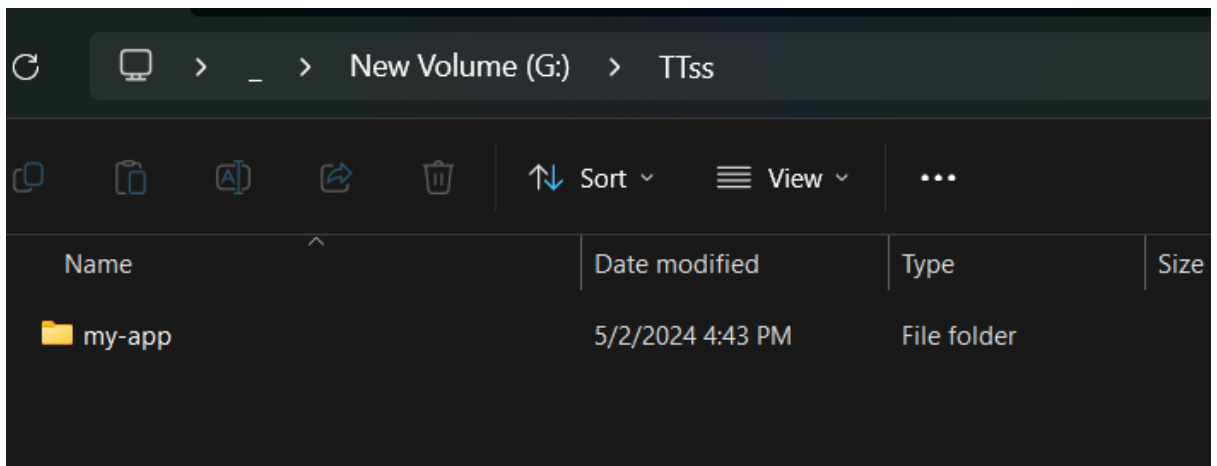 _ New Volume (G:) TTss
Sort View
Name Date modified Type Size
my-app 5/2/2024 4:43 PM File folder